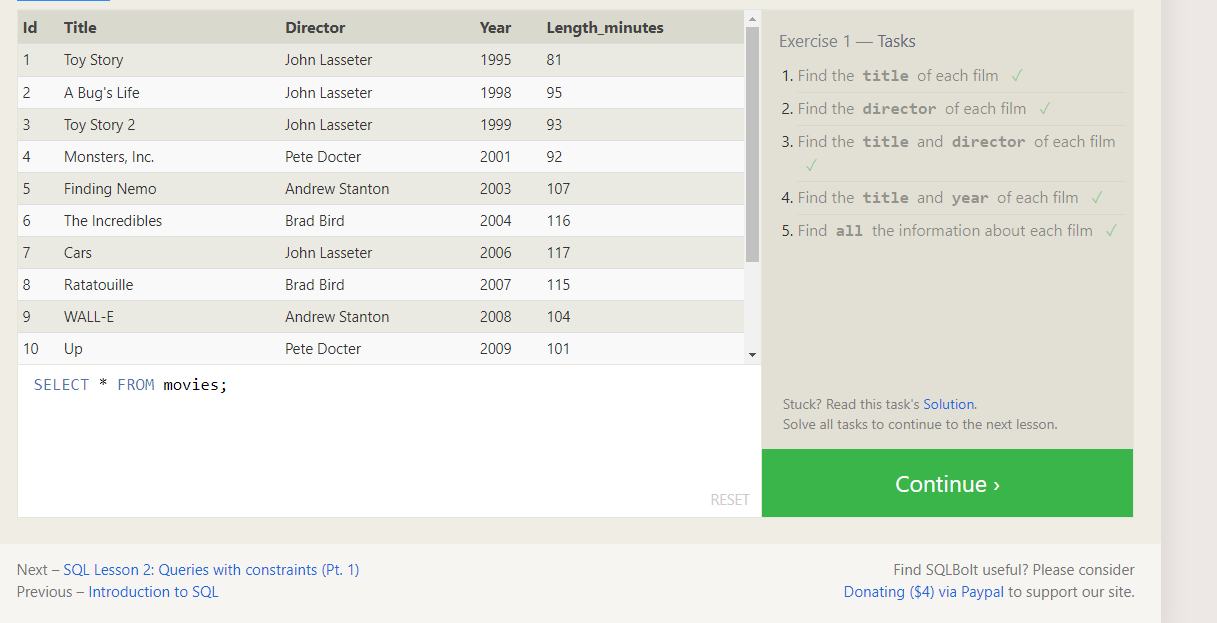 Id Title Director Year Length_minutes
1 Toy Story John Lasseter 1995 81
2 A Bug's Life John Lasseter 1998 95
3 Toy Story 2 John Lasseter 1999 93
4 Monsters, Inc. Pete Docter 2001 92
5 Finding Nemo Andrew Stanton 2003 107
6 The Incredibles Brad Bird 2004 116
7 Cars John Lasseter 2006 117
8 Ratatouille Brad Bird 2007 115
9 WALL-E Andrew Stanton 2008 104
10 Up Pete Docter 2009 101
SELECT * FROM movies;
RESET
Exercise 1 — Tasks
1. Find the title of each film ✓
2. Find the director of each film ✓
3. Find the title and director of each film
✓
4. Find the title and year of each film ✓
5. Find all the information about each film ✓
Stuck? Read this task's Solution.
Solve all tasks to continue to the next lesson.
Continue ›
Next – SQL Lesson 2: Queries with constraints (Pt. 1)
Previous – Introduction to SQL
Find SQLBolt useful? Please consider
Donating ($4) via Paypal to support our site.